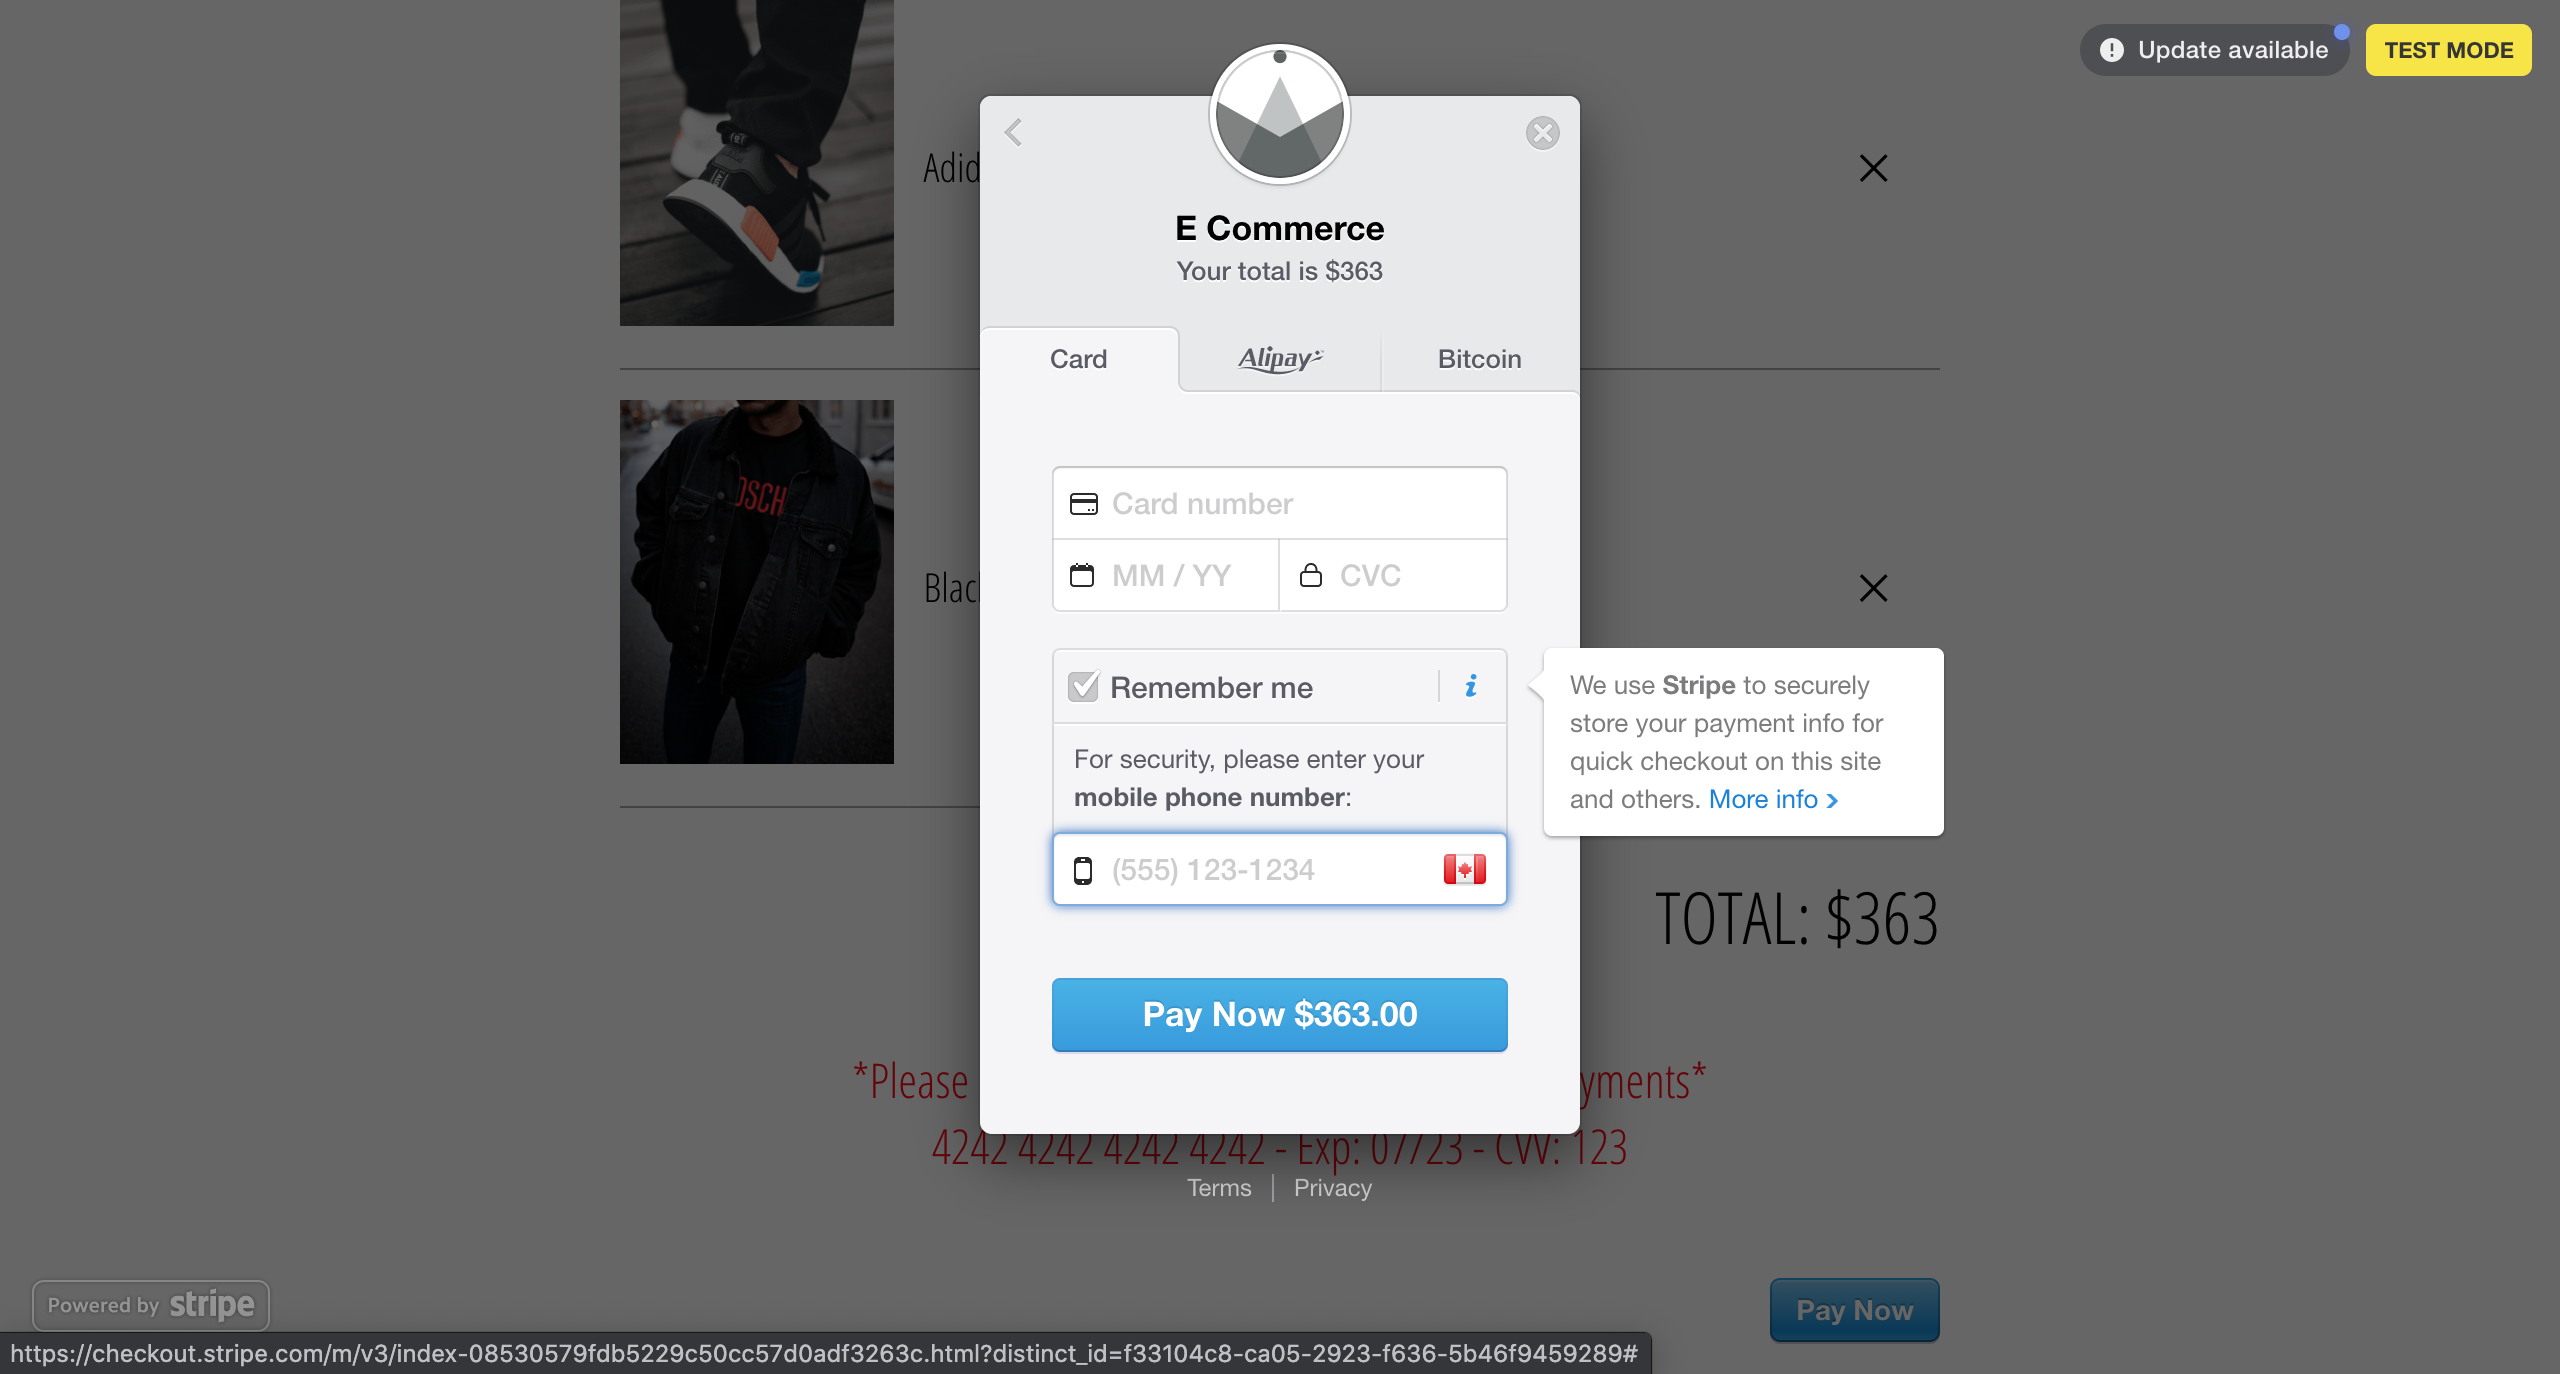 Update available
TEST MODE
Adid
E Commerce
Your total is $363
Card
Alipay
Bitcoin
Card number
MM / YY
CVC
Blac
Remember me
i
For security, please enter your
mobile phone number:
(555) 123-1234
We use Stripe to securely
store your payment info for
quick checkout on this site
and others. More info
TOTAL: $363
Pay Now $363.00
*Please
yments*
4242 4242 4242 4242 - Exp: 07/23 - CVV: 123
Terms | Privacy
Powered by stripe
Pay Now
https://checkout.stripe.com/m/v3/index-08530579fdb5229c50cc57d0adf3263c.html?distinct_id=f33104c8-ca05-2923-f636-5b46f9459289#